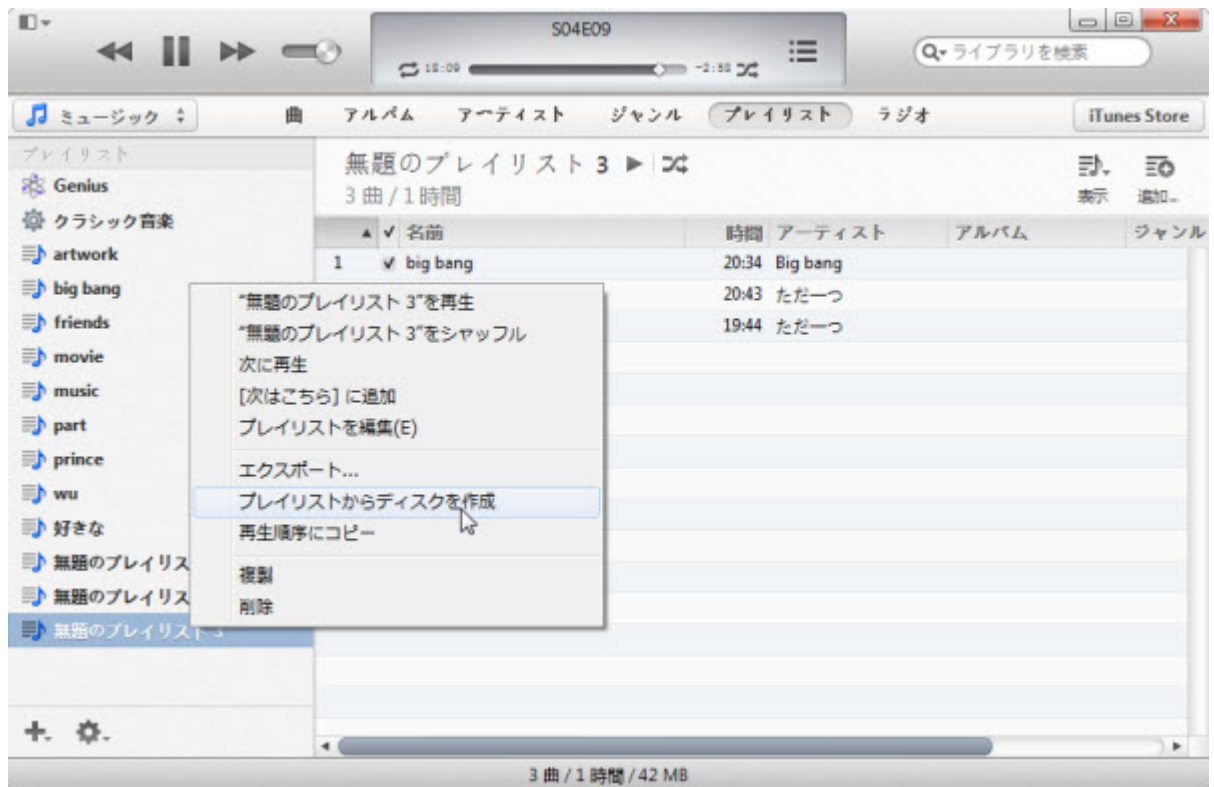 S04E09
18:09
-2:38
ライブラリを検索
ミュージック
曲
アルバム
アーティスト
ジャンル
プレイリスト
ラジオ
iTunes Store
プレイリスト
Genius
クラシック音楽
artwork
big bang
friends
movie
music
part
prince
wu
好きな
無題のプレイリス
無題のプレイリス
無題のプレイリスト 3
無題のプレイリスト 3
3 曲 / 1 時間
表示
追加...
名前
時間
アーティスト
アルバム
ジャンル
1 big bang 20:34 Big bang
20:43 ただ一つ
19:44 ただ一つ
“無題のプレイリスト 3”を再生
“無題のプレイリスト 3”をシャッフル
次に再生
[次はこちら] に追加
プレイリストを編集(E)
エクスポート...
プレイリストからディスクを作成
再生順序にコピー
複製
削除
3 曲 / 1 時間 / 42 MB